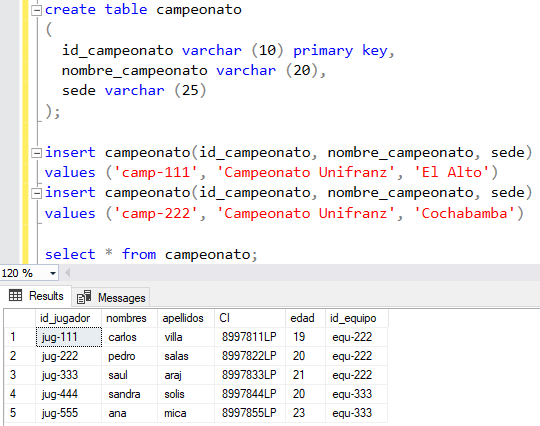 create table campeonato
(
id_campeonato varchar (10) primary key,
nombre_campeonato varchar (20),
sede varchar (25)
);
insert campeonato(id_campeonato, nombre_campeonato, sede)
values ('camp-111', 'Campeonato Unifranz', 'El Alto')
insert campeonato(id_campeonato, nombre_campeonato, sede)
values ('camp-222', 'Campeonato Unifranz', 'Cochabamba')
select * from campeonato;
120 %
Results Messages
id_jugador nombres apellidos CI edad id_equipo
1 jug-111 carlos villa 8997811LP 19 equ-222
2 jug-222 pedro salas 8997822LP 20 equ-222
3 jug-333 saul araj 8997833LP 21 equ-222
4 jug-444 sandra solis 8997844LP 20 equ-333
5 jug-555 ana mica 8997855LP 23 equ-333